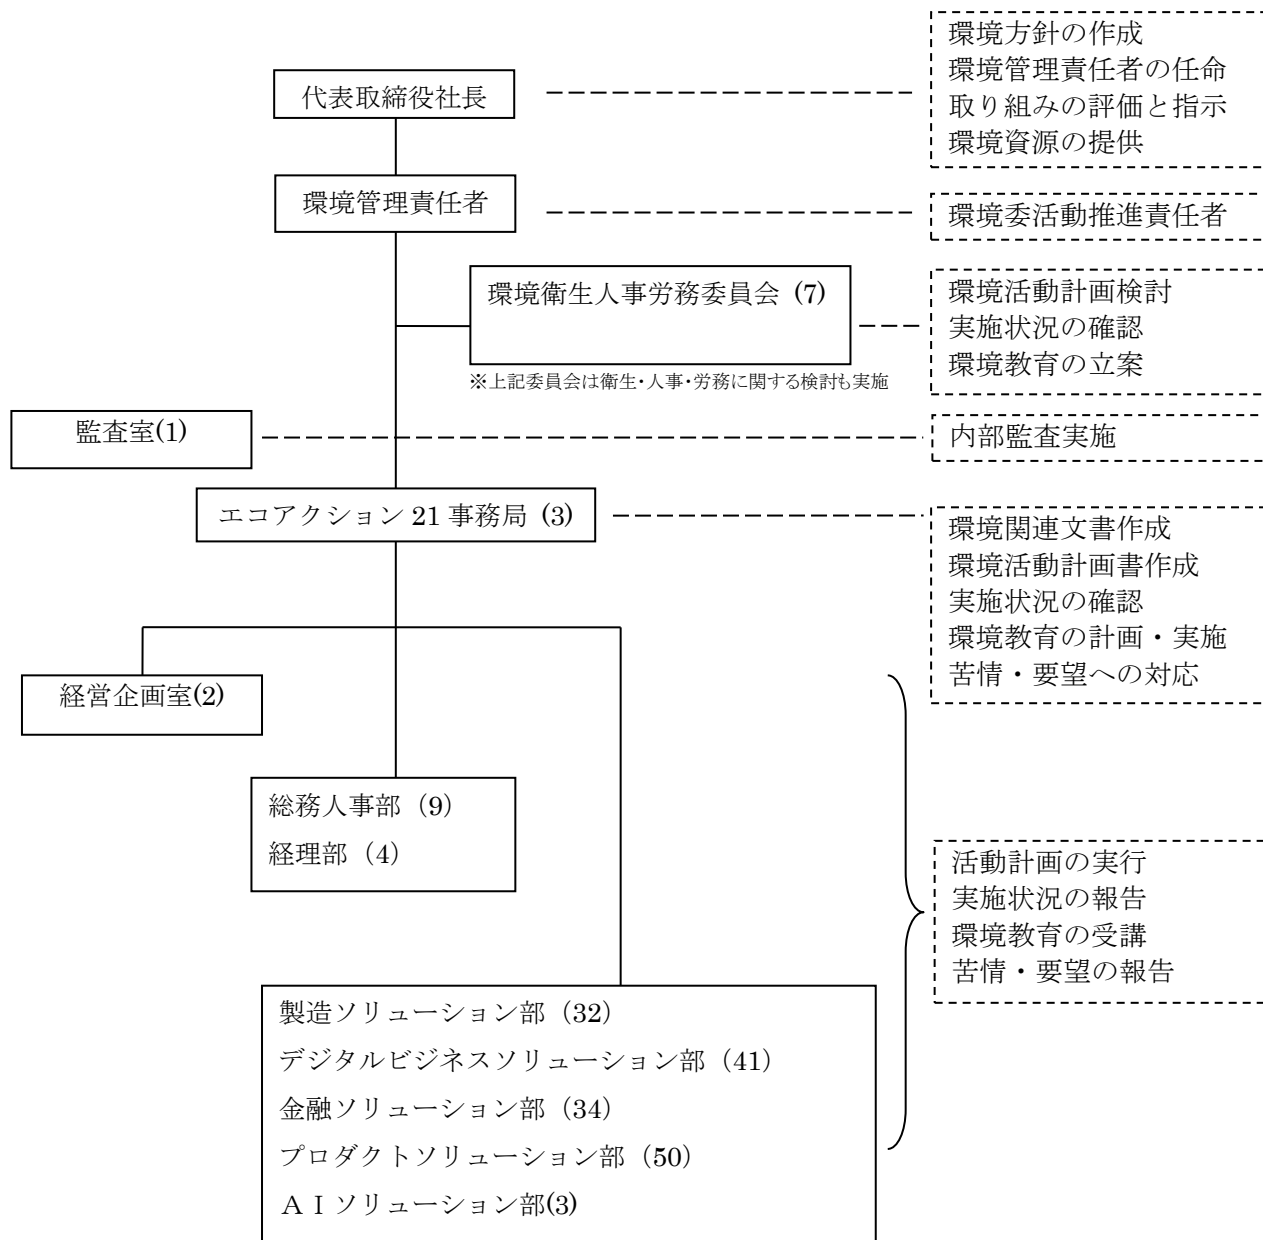 代表取締役社長
環境方針の作成
環境管理責任者の任命
取り組みの評価と指示
環境資源の提供
環境管理責任者
環境委活動推進責任者
環境衛生人事労務委員会 (7)
※上記委員会は衛生・人事・労務に関する検討も実施
環境活動計画検討
実施状況の確認
環境教育の立案
監査室(1)
内部監査実施
エコアクション 21 事務局 (3)
環境関連文書作成
環境活動計画書作成
実施状況の確認
環境教育の計画・実施
苦情・要望への対応
経営企画室(2)
総務人事部（9）
経理部（4）
活動計画の実行
実施状況の報告
環境教育の受講
苦情・要望の報告
製造ソリューション部（32）
デジタルビジネスソリューション部（41）
金融ソリューション部（34）
プロダクトソリューション部（50）
ＡＩソリューション部(3)